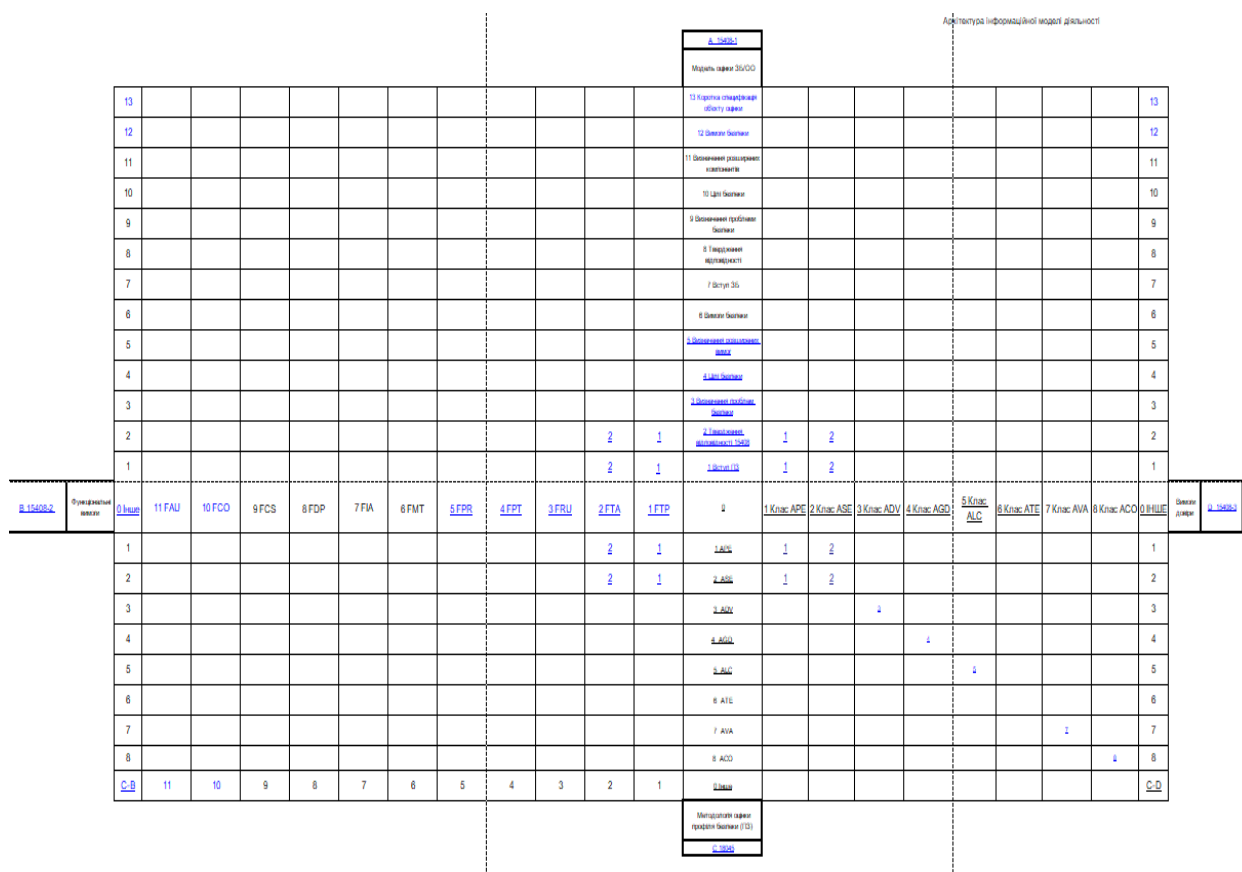 Архітектура інформаційної моделі діяльності
A 15408-1
Модель оцінки ЗБ/ОО
13 13 Коротка специфікація 13
об'єкту оцінки
12 12 Вимоги безпеки 12
11 11 Визначення розширених 11
компонентів
10 10 Цілі безпеки 10
9 9 Визначення проблеми 9
безпеки
8 8 Твердження 8
відповідності
7 7 Вступ ЗБ 7
6 6 Вимоги безпеки 6
5 5 Визначення розширених 5
вимог
4 4 Цілі безпеки 4
3 3 Визначення проблем 3
безпеки
2 2 1 2 Твердження 1 2 2
відповідності 15408
1 2 1 1 Вступ ПЗ 1 2 1
B 15408-2 Функціональні вимоги 0 Інше 11 FAU 10 FCO 9 FCS 8 FDP 7 FIA 6 FMT 5 FPR 4 FPT 3 FRU 2 FTA 1 FTP 0 1 Клас APE 2 Клас ASE 3 Клас ADV 4 Клас AGD 5 Клас ALC 6 Клас ATE 7 Клас AVA 8 Клас ACO 0 ІНШЕ Вимоги довіри D 15408-3
1 2 1 1 APE 1 2 1
2 2 1 2 ASE 1 2 2
3 3 ADV 3 3
4 4 AGD 4 4
5 5 ALC 5 5
6 6 ATE 6
7 7 AVA 7 7
8 8 ACO 8 8
C-B 11 10 9 8 7 6 5 4 3 2 1 0 Інше C-D
Методологія оцінки
профілів безпеки (ПЗ)
C 18045